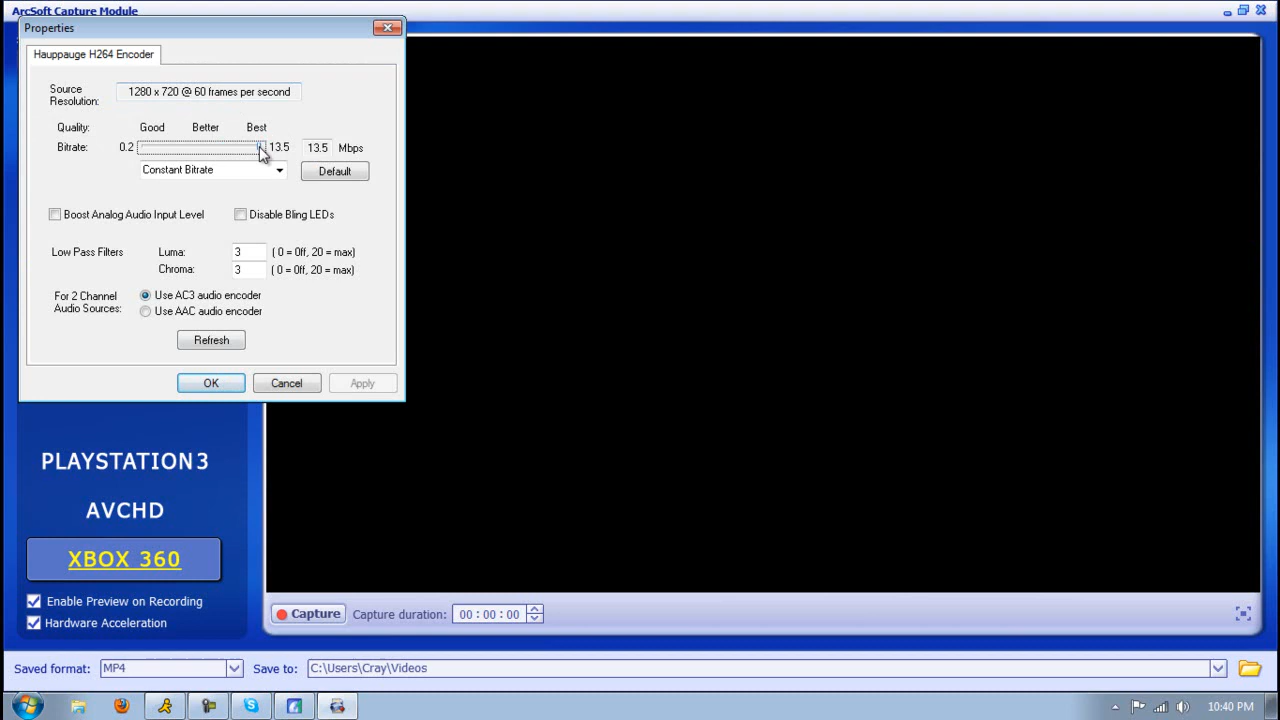 ArcSoft Capture Module
Properties
Hauppauge H264 Encoder
Source Resolution:
1280 x 720 @ 60 frames per second
Quality: Good Better Best
Bitrate: 0.2 13.5 13.5 Mbps
Constant Bitrate Default
Boost Analog Audio Input Level Disable Bling LEDs
Low Pass Filters Luma: 3 ( 0 = 0ff, 20 = max)
Chroma: 3 ( 0 = 0ff, 20 = max)
For 2 Channel Audio Sources:
Use AC3 audio encoder
Use AAC audio encoder
Refresh
OK Cancel Apply
PLAYSTATION3
AVCHD
XBOX 360
Enable Preview on Recording
Hardware Acceleration
Capture Capture duration: 00 : 00 : 00
Saved format: MP4 Save to: C:\Users\Cray\Videos
10:40 PM